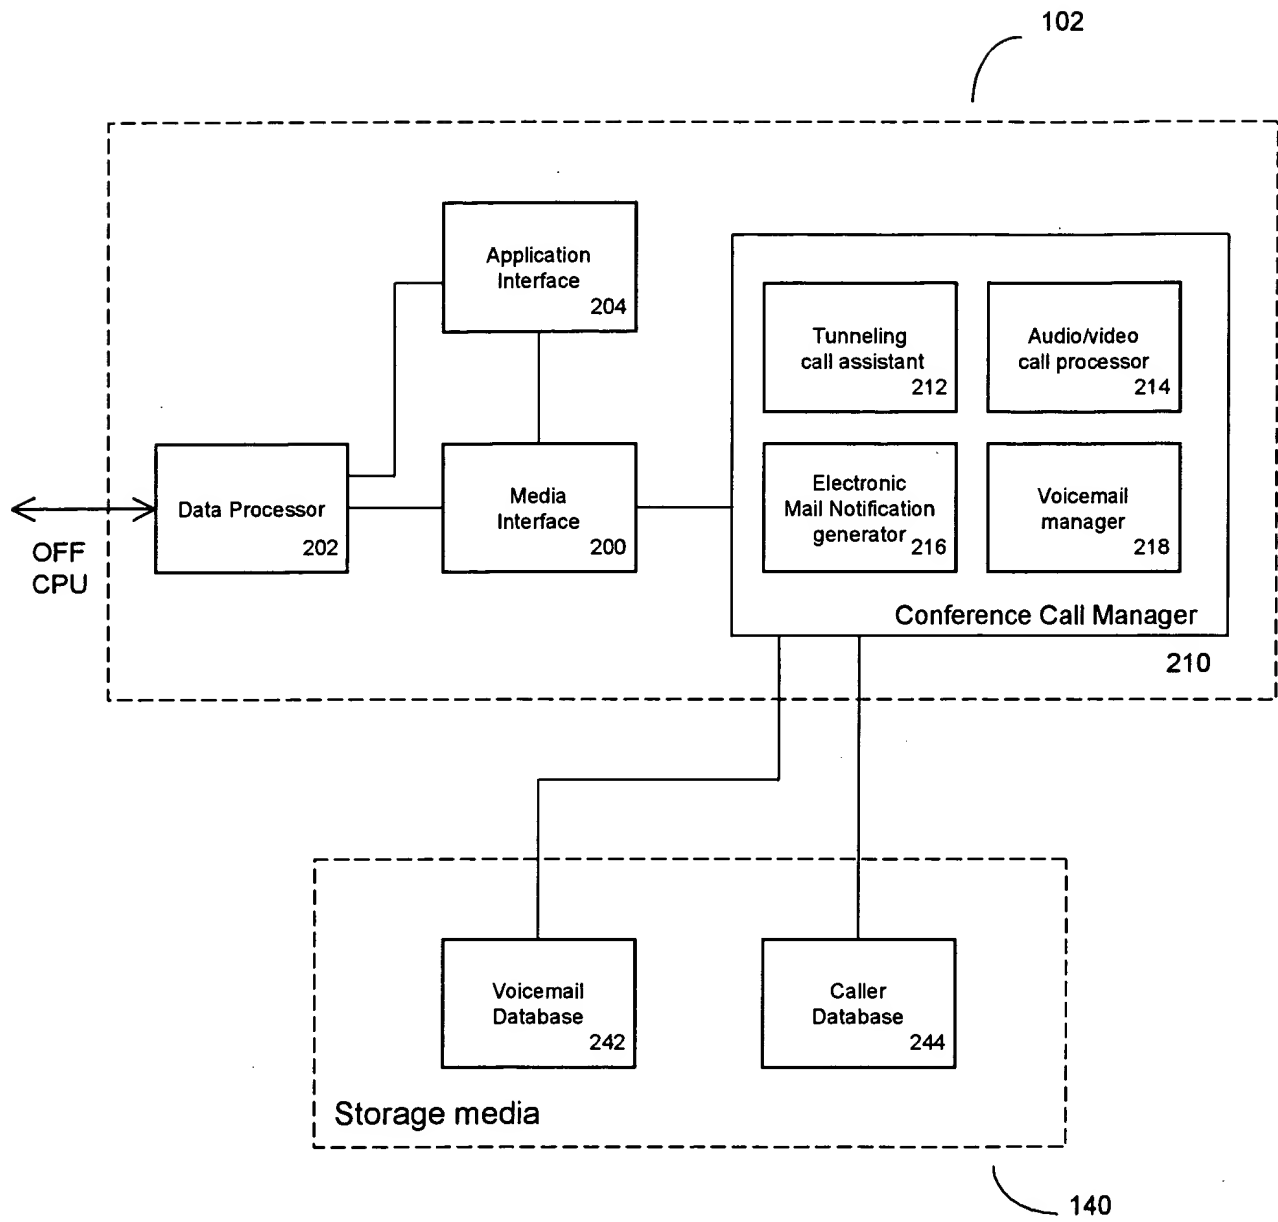 102
Application
Interface
204
Tunneling
call assistant
212
Audio/video
call processor
214
Data Processor
202
Media
Interface
200
Electronic
Mail Notification
generator
216
Voicemail
manager
218
OFF
CPU
Conference Call Manager
210
Voicemail
Database
242
Caller
Database
244
Storage media
140